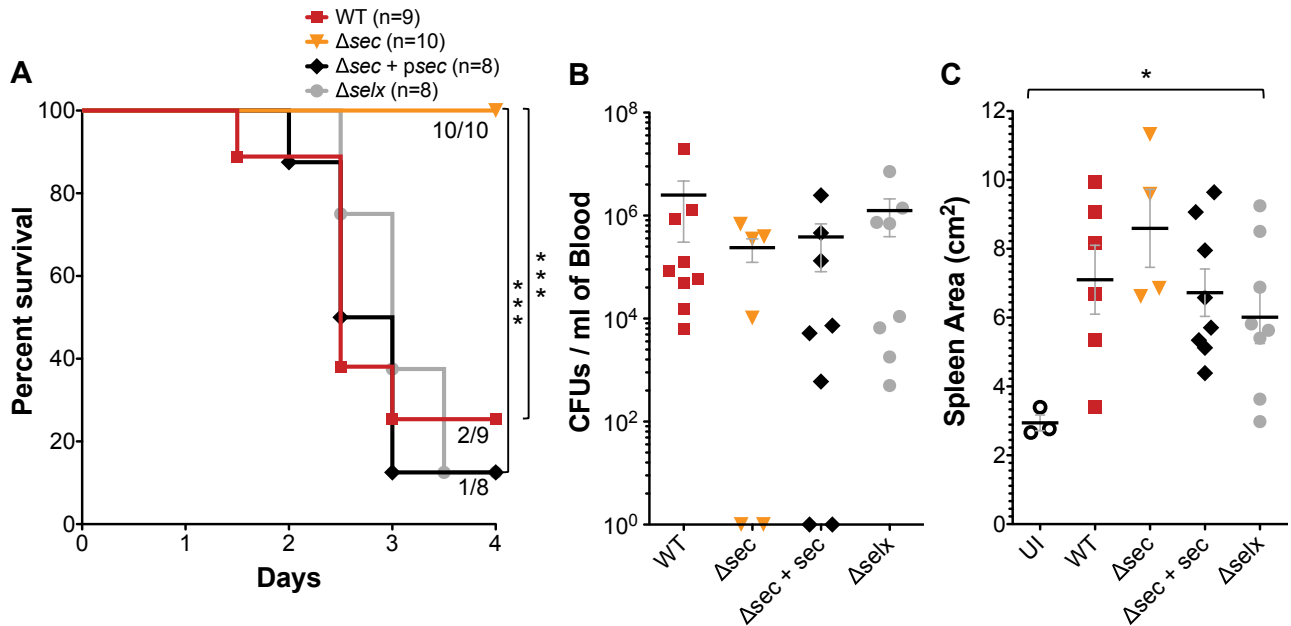 WT (n=9)
Δsec (n=10)
Δsec + psec (n=8)
Δselx (n=8)
A
Percent survival
100
80
60
40
20
0
0 1 2 3 4
Days
10/10
2/9
1/8
***
***
B
CFUs / ml of Blood
10^8
10^6
10^4
10^2
10^0
WT
Δsec
Δsec + sec
Δselx
C
*
Spleen Area (cm²)
12
10
8
6
4
2
0
UI
WT
Δsec
Δsec + sec
Δselx